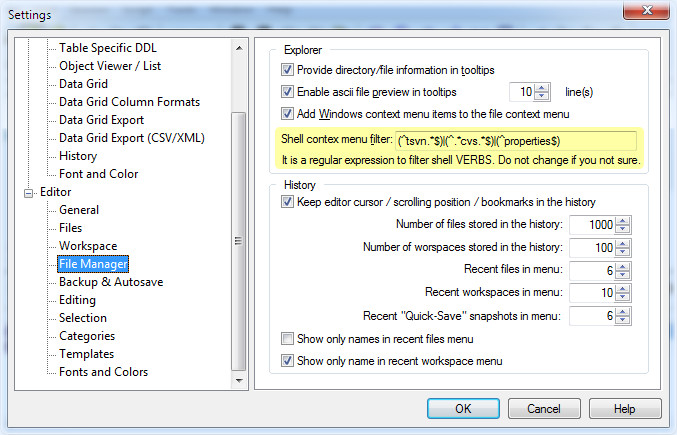 Settings
Table Specific DDL
Object Viewer / List
Data Grid
Data Grid Column Formats
Data Grid Export
Data Grid Export (CSV/XML)
History
Font and Color
Editor
General
Files
Workspace
File Manager
Backup & Autosave
Editing
Selection
Categories
Templates
Fonts and Colors
Explorer
Provide directory/file information in tooltips
Enable ascii file preview in tooltips 10 line(s)
Add Windows context menu items to the file context menu
Shell contex menu filter: (^tsvn.*$)|(^.*cvs.*$)|(^properties$)
It is a regular expression to filter shell VERBS. Do not change if you not sure.
History
Keep editor cursor / scrolling position / bookmarks in the history
Number of files stored in the history: 1000
Number of worspaces stored in the history: 100
Recent files in menu: 6
Recent workspaces in menu: 10
Recent "Quick-Save" snapshots in menu: 6
Show only names in recent files menu
Show only name in recent workspace menu
OK Cancel Help